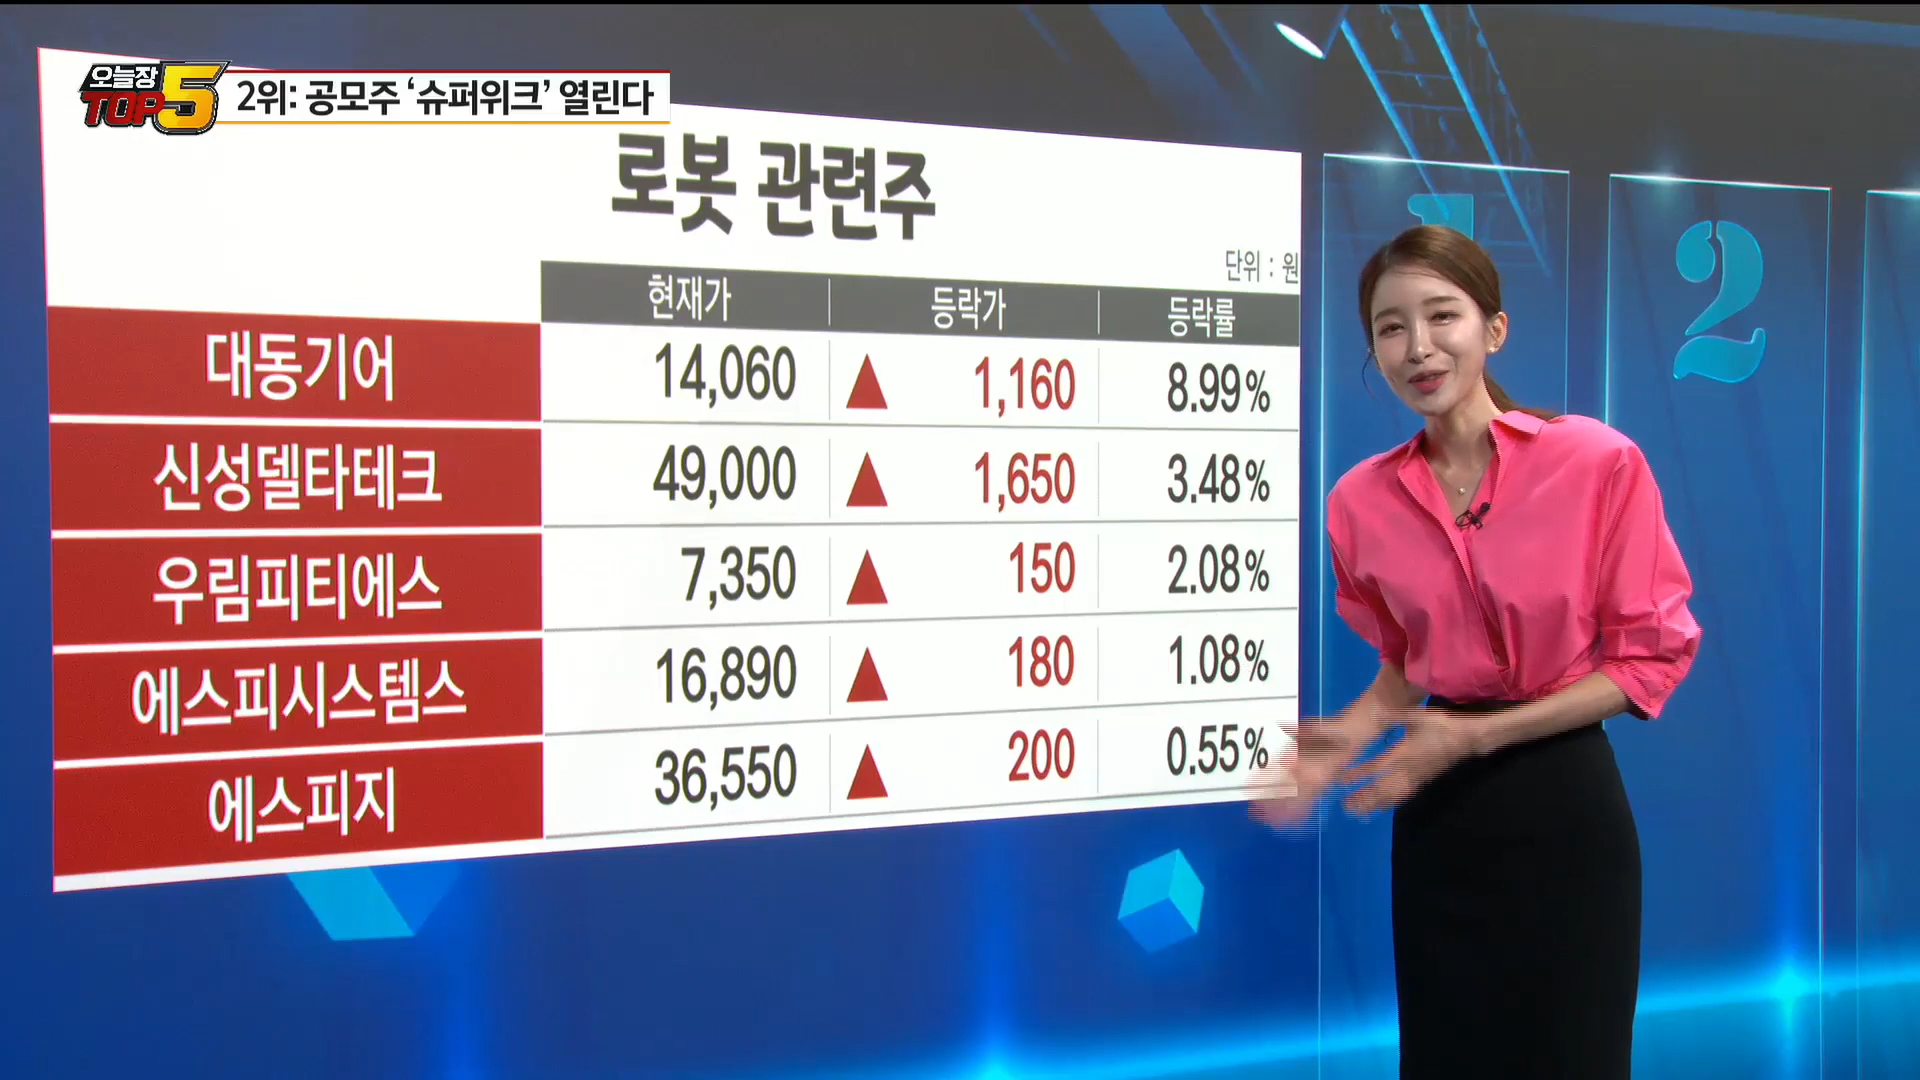 오늘장
TOP5
2위: 공모주 ‘슈퍼위크’ 열린다
로봇 관련주
단위 : 원
현재가 등락가 등락률
대동기어 14,060 ▲ 1,160 8.99%
신성델타테크 49,000 ▲ 1,650 3.48%
우림피티에스 7,350 ▲ 150 2.08%
에스피시스템스 16,890 ▲ 180 1.08%
에스피지 36,550 ▲ 200 0.55%
1
2